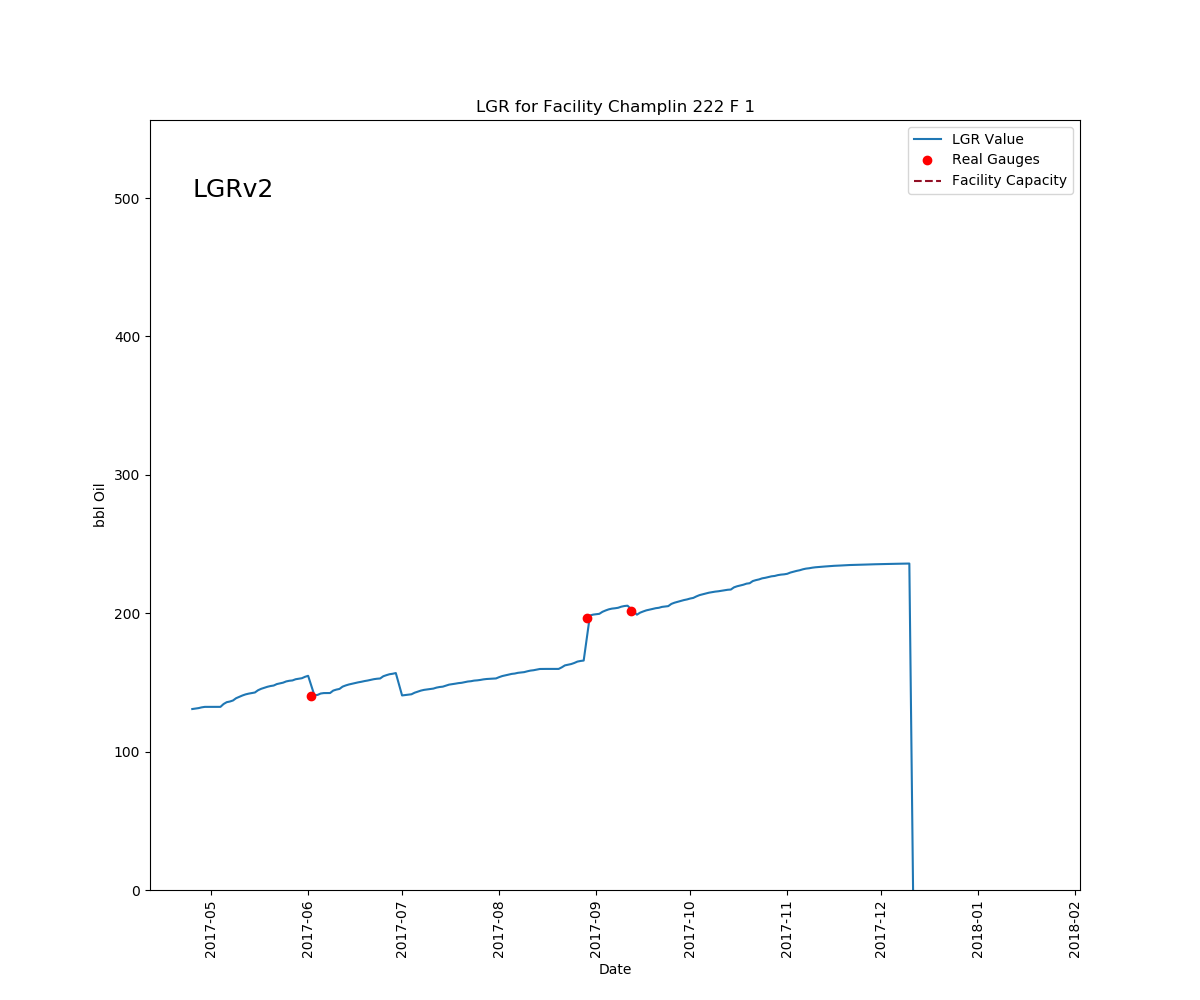 LGR for Facility Champlin 222 F 1
LGR Value
Real Gauges
Facility Capacity
LGRv2
500
400
300
200
100
0
bbl Oil
2017-05
2017-06
2017-07
2017-08
2017-09
2017-10
2017-11
2017-12
2018-01
2018-02
Date